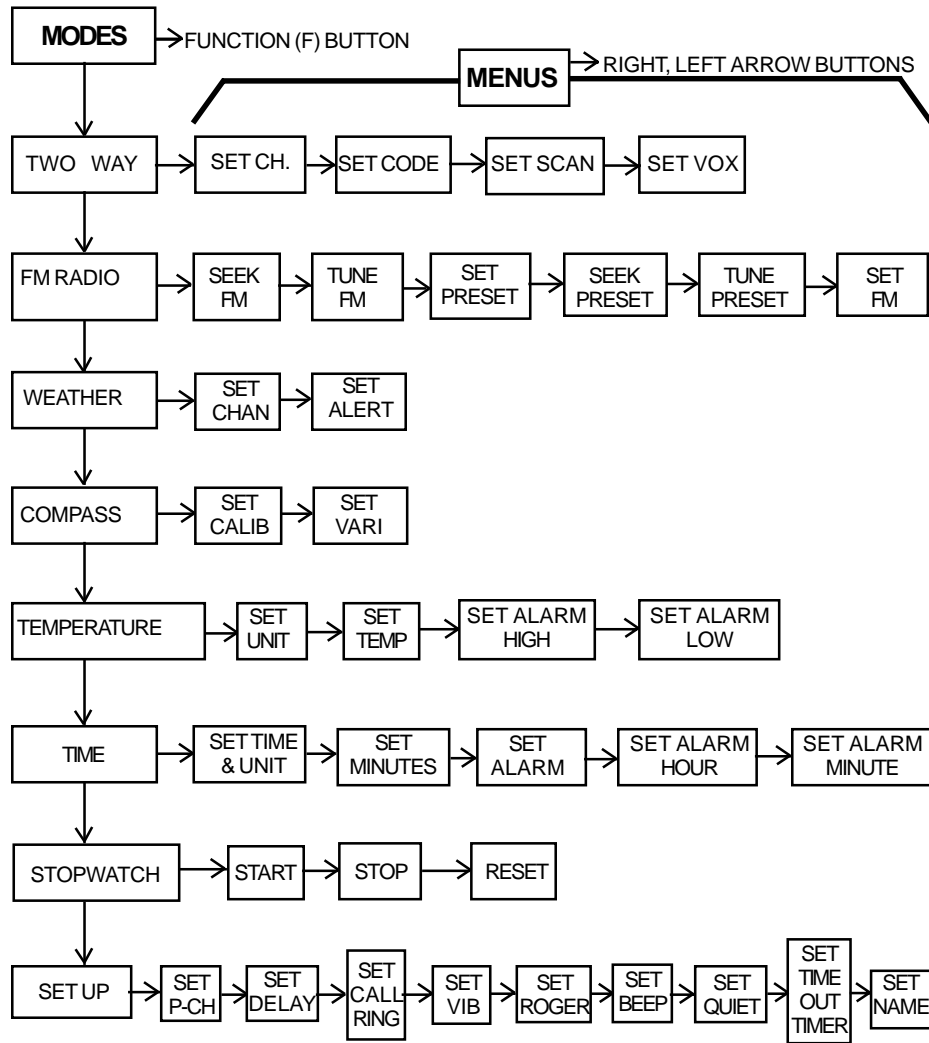 MODES
FUNCTION (F) BUTTON
MENUS
RIGHT, LEFT ARROW BUTTONS
TWO WAY
SET CH.
SET CODE
SET SCAN
SET VOX
FM RADIO
SEEK
FM
TUNE
FM
SET
PRESET
SEEK
PRESET
TUNE
PRESET
SET
FM
WEATHER
SET
CHAN
SET
ALERT
COMPASS
SET
CALIB
SET
VARI
TEMPERATURE
SET
UNIT
SET
TEMP
SET ALARM
HIGH
SET ALARM
LOW
TIME
SET TIME
& UNIT
SET
MINUTES
SET
ALARM
SET ALARM
HOUR
SET ALARM
MINUTE
STOPWATCH
START
STOP
RESET
SET UP
SET
P-CH
SET
DELAY
SET
CALL
RING
SET
VIB
SET
ROGER
SET
BEEP
SET
QUIET
SET
TIME
OUT
TIMER
SET
NAME